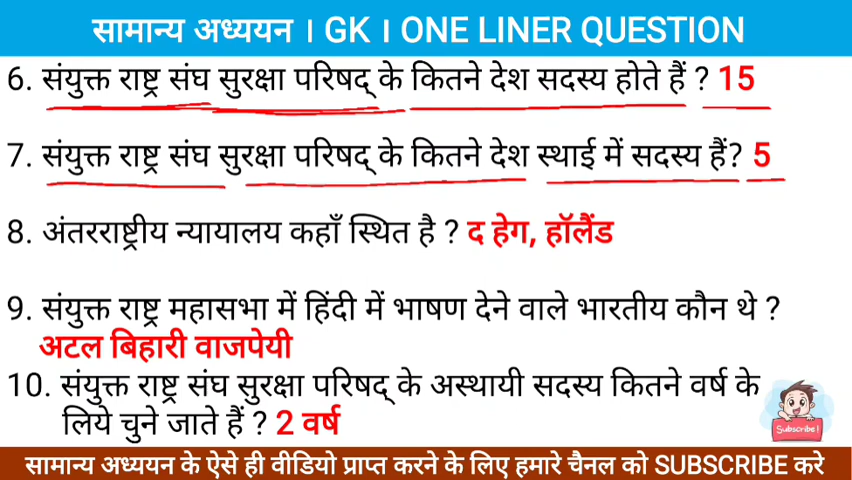 सामान्य अध्ययन । GK । ONE LINER QUESTION
6. संयुक्त राष्ट्र संघ सुरक्षा परिषद् के कितने देश सदस्य होते हैं ? 15
7. संयुक्त राष्ट्र संघ सुरक्षा परिषद् के कितने देश स्थाई में सदस्य हैं? 5
8. अंतरराष्ट्रीय न्यायालय कहाँ स्थित है ? द हेग, हॉलैंड
9. संयुक्त राष्ट्र महासभा में हिंदी में भाषण देने वाले भारतीय कौन थे ?
अटल बिहारी वाजपेयी
10. संयुक्त राष्ट्र संघ सुरक्षा परिषद् के अस्थायी सदस्य कितने वर्ष के
लिये चुने जाते हैं ? 2 वर्ष
Subscribe!
सामान्य अध्ययन के ऐसे ही वीडियो प्राप्त करने के लिए हमारे चैनल को SUBSCRIBE करे